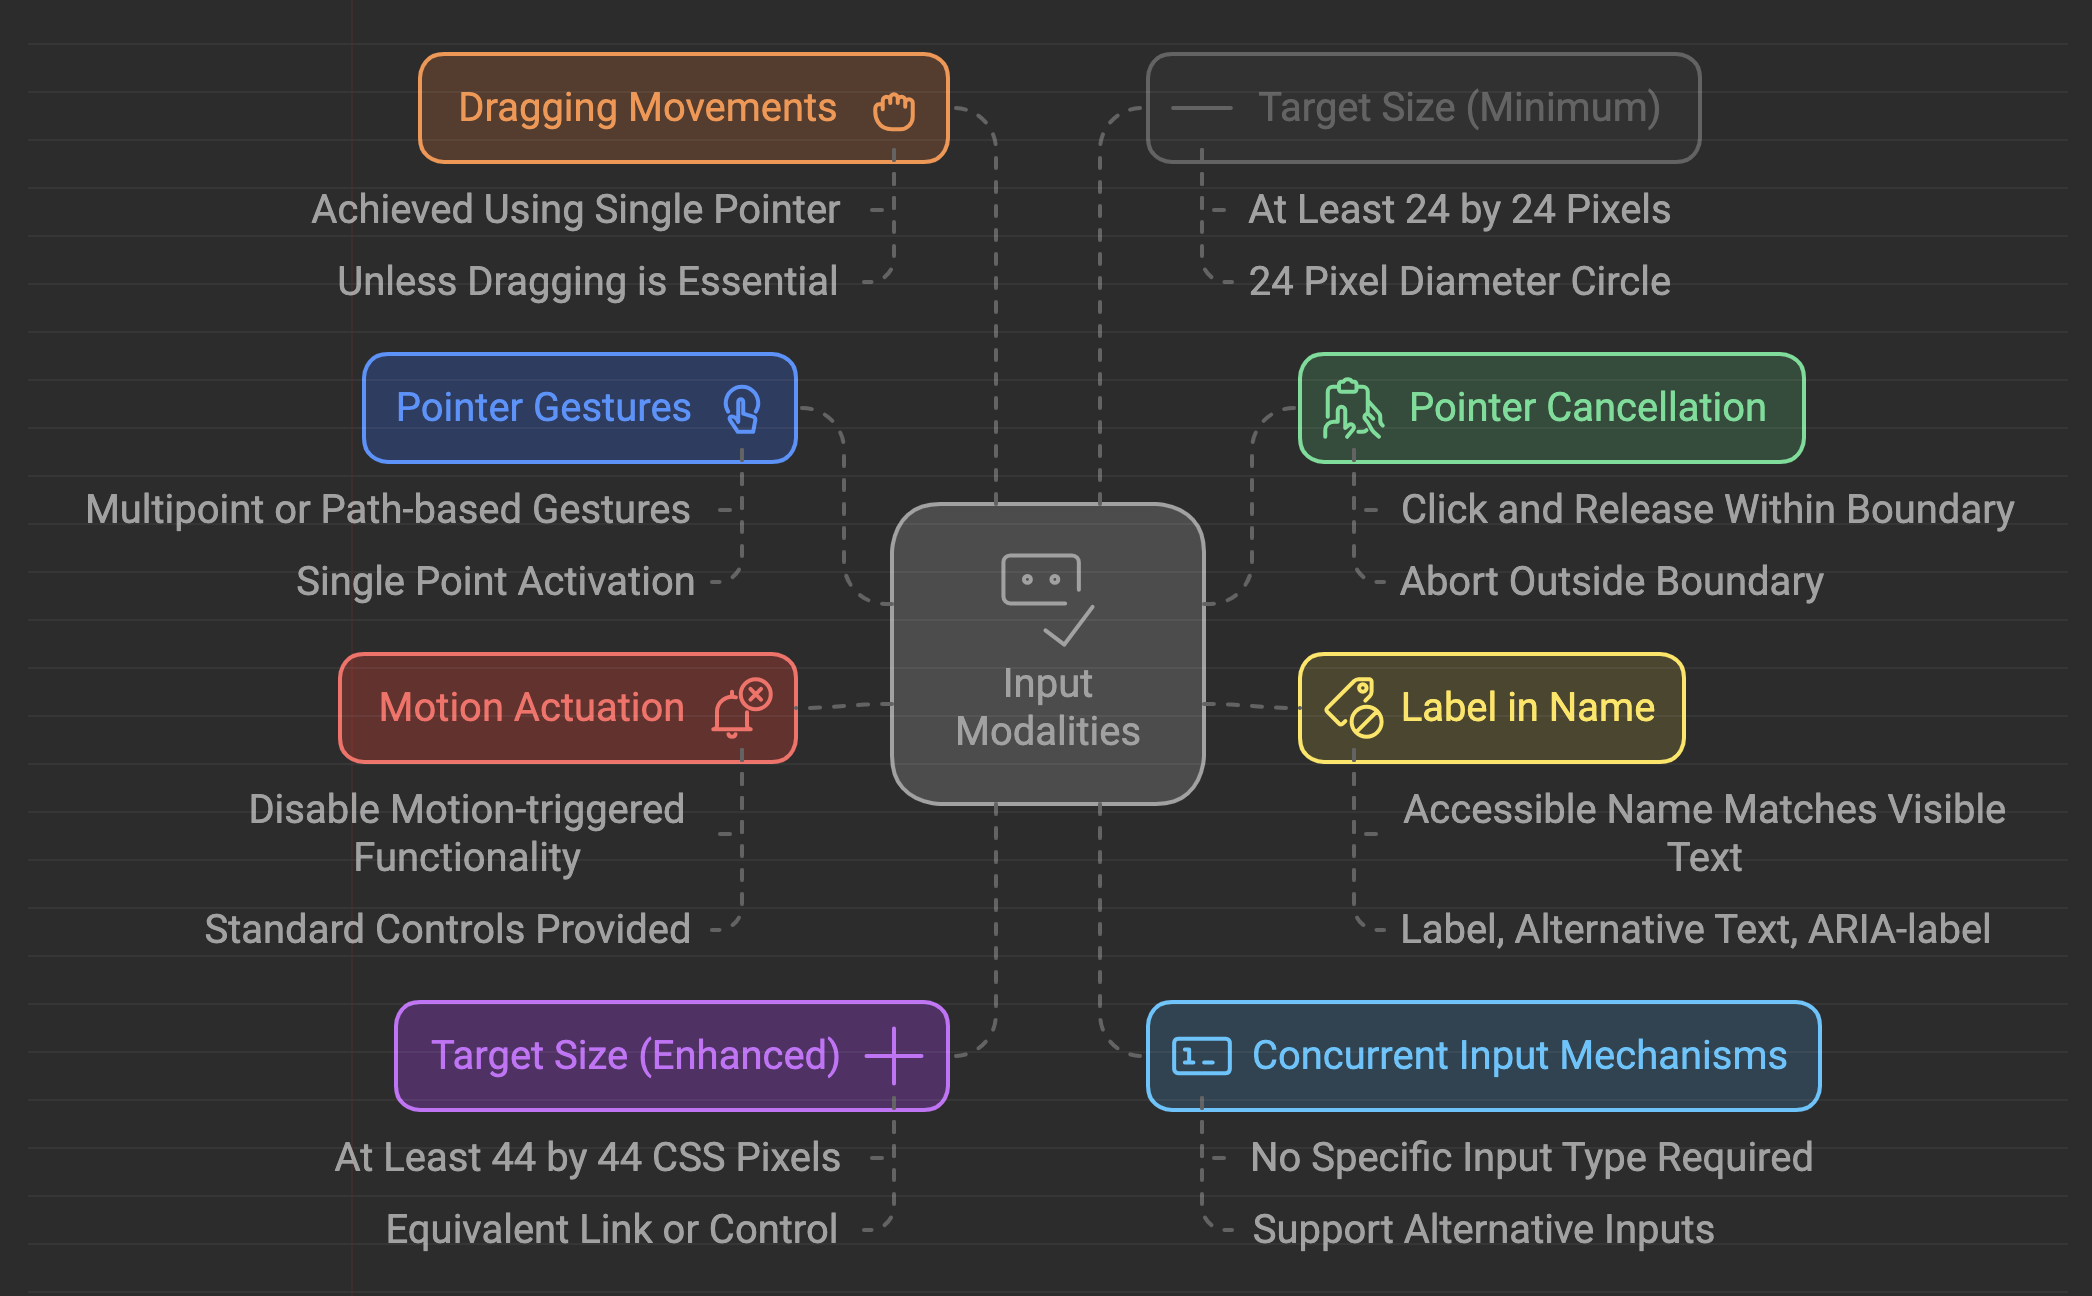 Dragging Movements
Achieved Using Single Pointer
Unless Dragging is Essential
Target Size (Minimum)
At Least 24 by 24 Pixels
24 Pixel Diameter Circle
Pointer Gestures
Multipoint or Path-based Gestures
Single Point Activation
Pointer Cancellation
Click and Release Within Boundary
Abort Outside Boundary
Input
Modalities
Motion Actuation
Disable Motion-triggered
Functionality
Standard Controls Provided
Label in Name
Accessible Name Matches Visible
Text
Label, Alternative Text, ARIA-label
Target Size (Enhanced)
At Least 44 by 44 CSS Pixels
Equivalent Link or Control
Concurrent Input Mechanisms
No Specific Input Type Required
Support Alternative Inputs